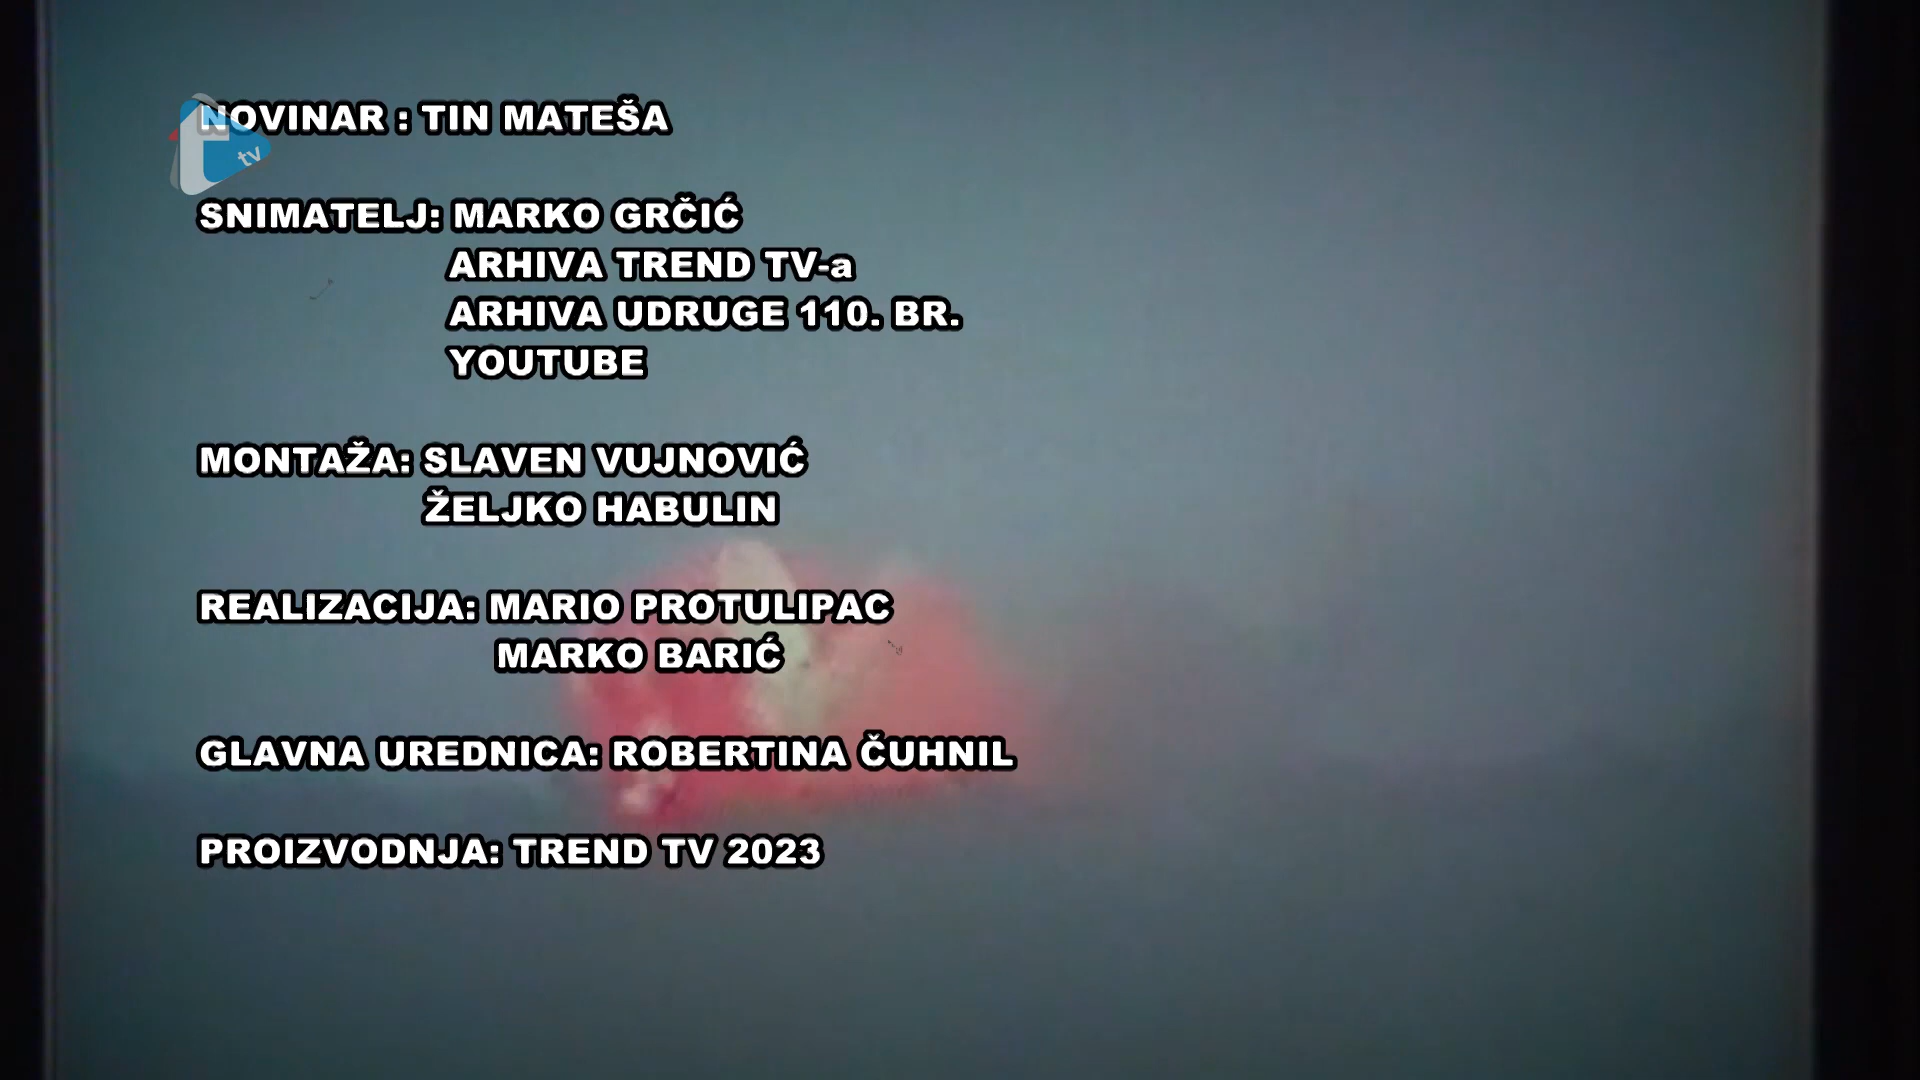 NOVINAR : TIN MATEŠA
tv
SNIMATELJ: MARKO GRČIĆ
ARHIVA TREND TV-a
ARHIVA UDRUGE 110. BR.
YOUTUBE
MONTAŽA: SLAVEN VUJNOVIĆ
ŽELJKO HABULIN
REALIZACIJA: MARIO PROTULIPAC
MARKO BARIĆ
GLAVNA UREDNICA: ROBERTINA ČUHNIL
PROIZVODNJA: TREND TV 2023